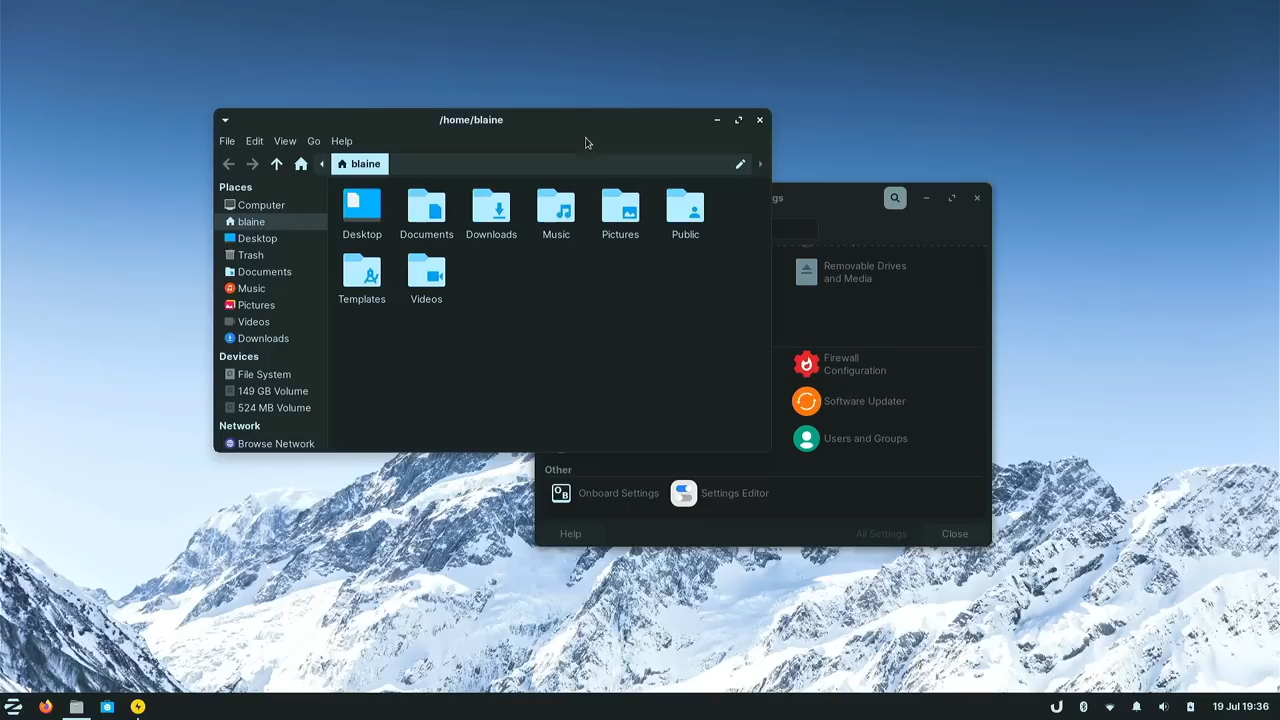 /home/blaine
File Edit View Go Help
blaine
Places
Computer
blaine
Desktop
Trash
Documents
Music
Pictures
Videos
Downloads
Devices
File System
149 GB Volume
524 MB Volume
Network
Browse Network
Desktop Documents Downloads Music Pictures Public
Templates Videos
gs
Removable Drives
and Media
Firewall
Configuration
Software Updater
Users and Groups
Other
OB Onboard Settings Settings Editor
Help All Settings Close
19 Jul 19:36